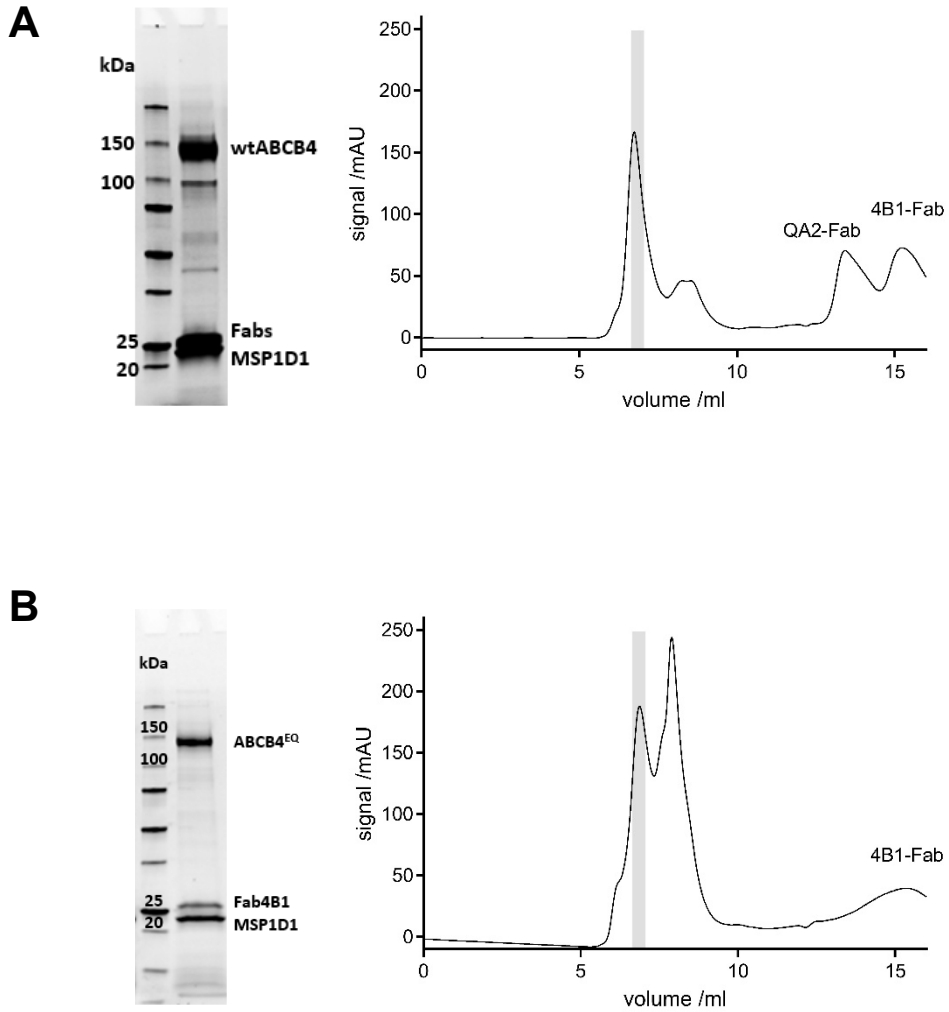 A
kDa
150
100
25
20
wtABCB4
Fabs
MSP1D1
250
200
150
100
50
0
signal /mAU
QA2-Fab
4B1-Fab
0 5 10 15
volume /ml
B
kDa
150
100
25
20
ABCB4EQ
Fab4B1
MSP1D1
250
200
150
100
50
0
signal /mAU
4B1-Fab
0 5 10 15
volume /ml